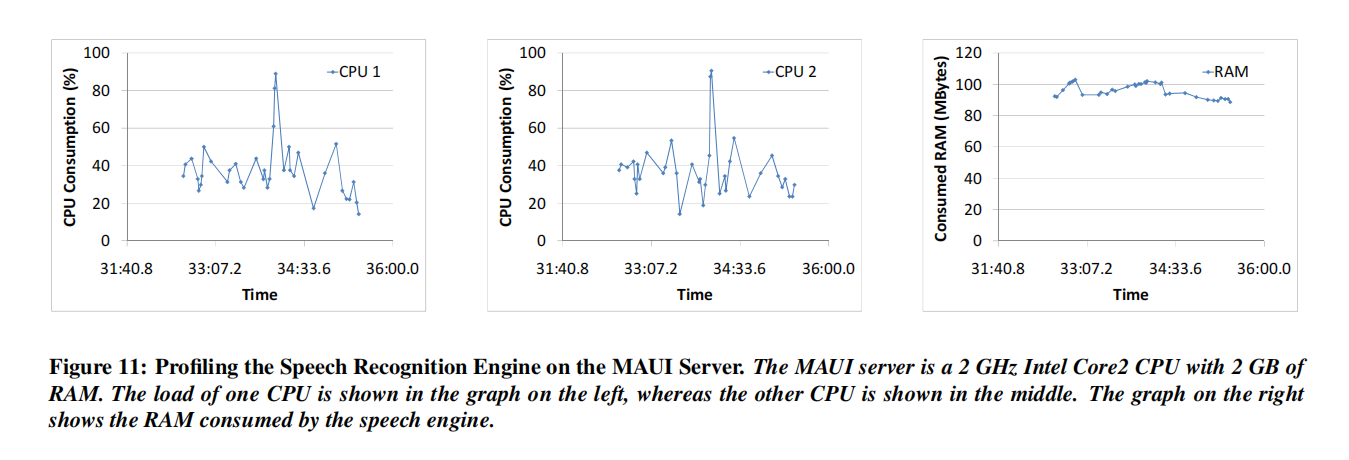 CPU Consumption (%)
100
80
60
40
20
0
CPU 1
31:40.8 33:07.2 34:33.6 36:00.0
Time
CPU Consumption (%)
100
80
60
40
20
0
CPU 2
31:40.8 33:07.2 34:33.6 36:00.0
Time
Consumed RAM (MBytes)
120
100
80
60
40
20
0
RAM
31:40.8 33:07.2 34:33.6 36:00.0
Time
Figure 11: Profiling the Speech Recognition Engine on the MAUI Server. The MAUI server is a 2 GHz Intel Core2 CPU with 2 GB of
RAM. The load of one CPU is shown in the graph on the left, whereas the other CPU is shown in the middle. The graph on the right
shows the RAM consumed by the speech engine.